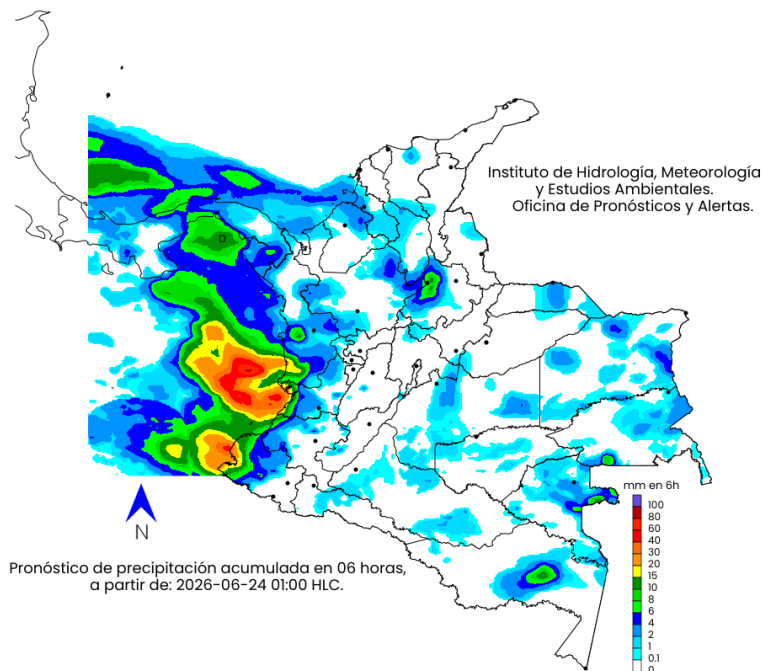 Instituto de Hidrología, Meteorología
y Estudios Ambientales.
Oficina de Pronósticos y Alertas.
N
Pronóstico de precipitación acumulada en 06 horas,
a partir de: 2026-06-24 01:00 HLC.
mm en 6h
100
80
60
40
30
20
15
10
8
6
4
2
1
0.1
0